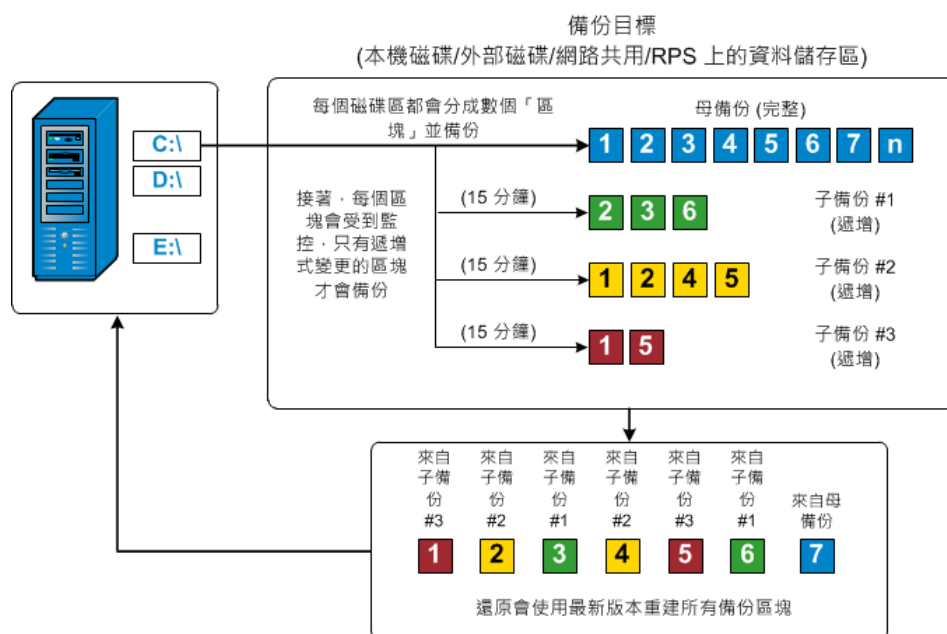 備份目標
(本機磁碟/外部磁碟/網路共用/RPS 上的資料儲存區)
C:\
D:\
E:\
每個磁碟區都會分成數個「區
塊」並備份
母備份 (完整)
1 2 3 4 5 6 7 n
接著，每個區
塊會受到監
控，只有遞增
式變更的區塊
才會備份
(15 分鐘)
2 3 6
子備份 #1
(遞增)
(15 分鐘)
1 2 4 5
子備份 #2
(遞增)
(15 分鐘)
1 5
子備份 #3
(遞增)
來自
子備
份
#3
來自
子備
份
#2
來自
子備
份
#1
來自
子備
份
#2
來自
子備
份
#3
來自
子備
份
#1
來自母
備份
1 2 3 4 5 6 7
還原會使用最新版本重建所有備份區塊